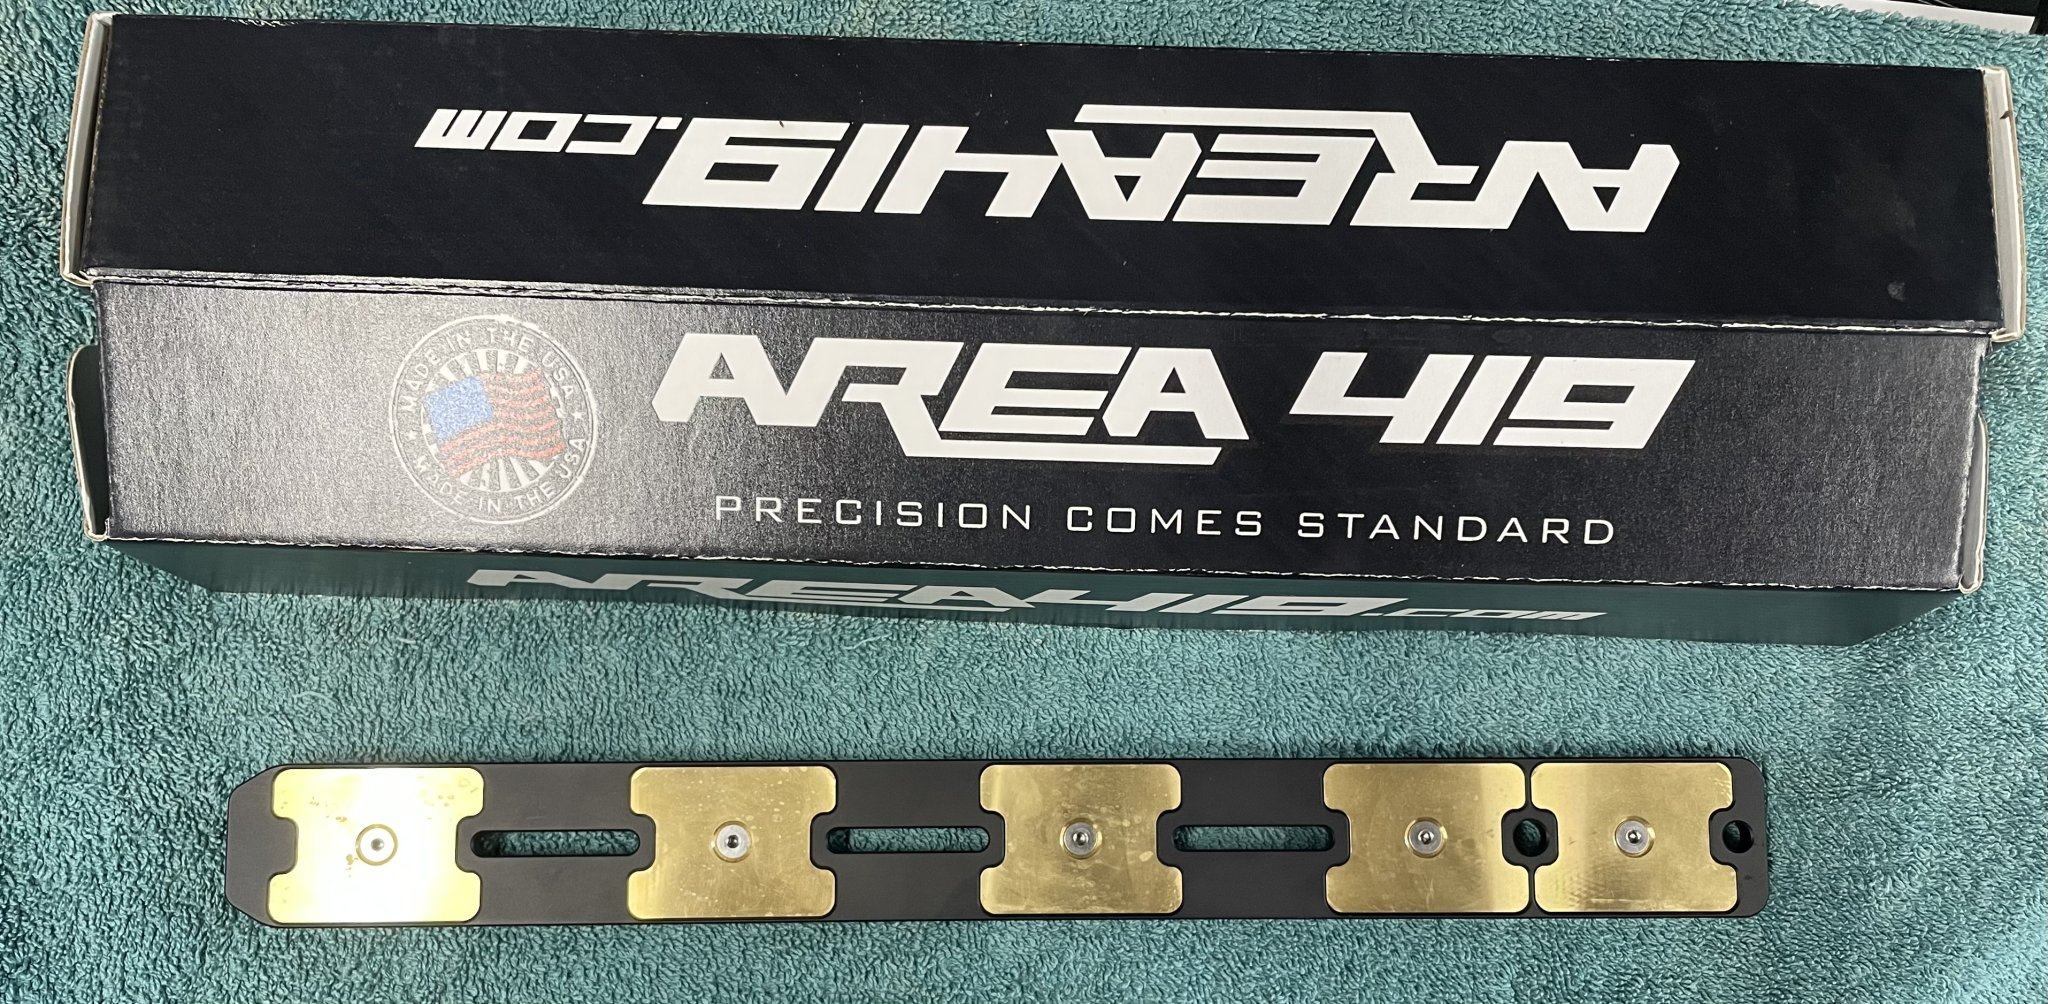 AREA419.com
MADE IN THE USA
MADE IN THE USA
AREA 419
PRECISION COMES STANDARD
AREA419.com